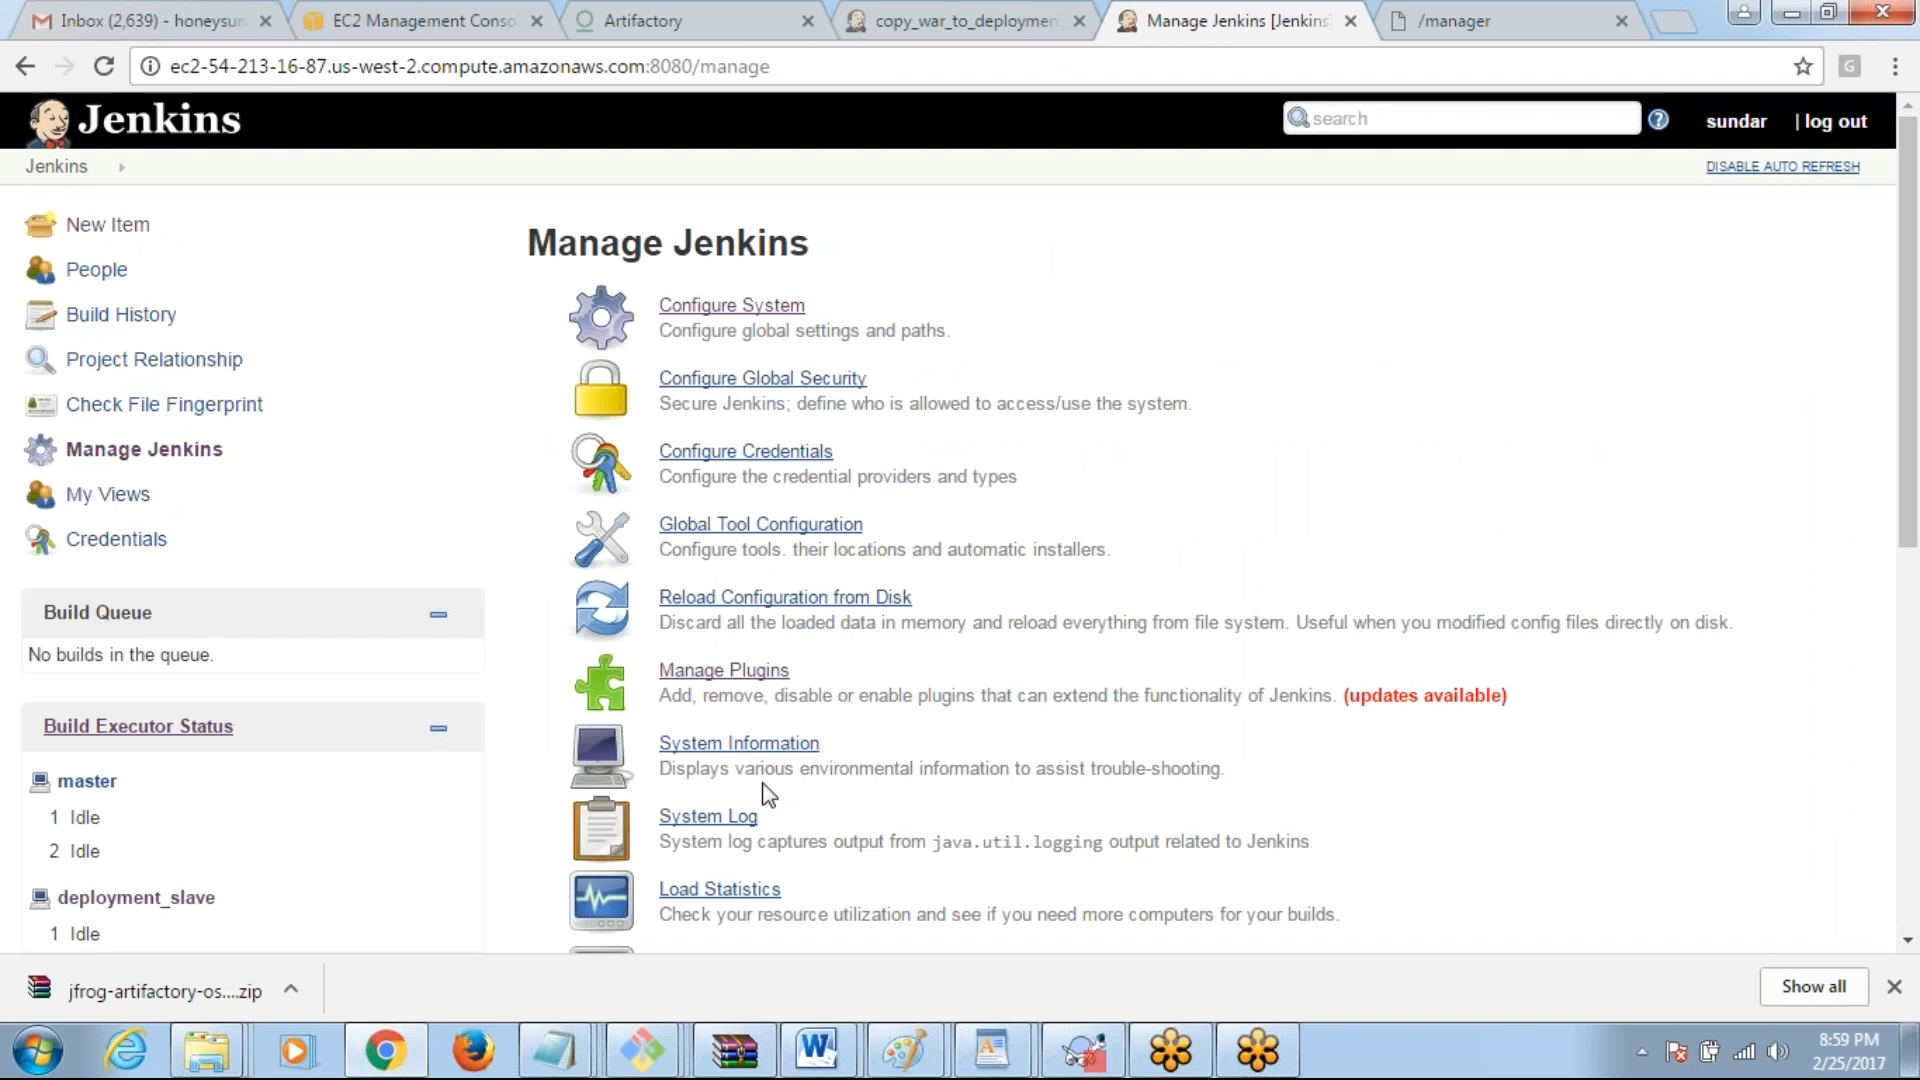 Inbox (2,639) - honeysun
EC2 Management Conso
Artifactory
copy_war_to_deploymen
Manage Jenkins [Jenkins]
/manager
ec2-54-213-16-87.us-west-2.compute.amazonaws.com:8080/manage
G
Jenkins
search
?
sundar
| log out
Jenkins
DISABLE AUTO REFRESH
New Item
People
Build History
Project Relationship
Check File Fingerprint
Manage Jenkins
My Views
Credentials
Build Queue
No builds in the queue.
Build Executor Status
master
1 Idle
2 Idle
deployment_slave
1 Idle
Manage Jenkins
Configure System
Configure global settings and paths.
Configure Global Security
Secure Jenkins; define who is allowed to access/use the system.
Configure Credentials
Configure the credential providers and types
Global Tool Configuration
Configure tools, their locations and automatic installers.
Reload Configuration from Disk
Discard all the loaded data in memory and reload everything from file system. Useful when you modified config files directly on disk.
Manage Plugins
Add, remove, disable or enable plugins that can extend the functionality of Jenkins. (updates available)
System Information
Displays various environmental information to assist trouble-shooting.
System Log
System log captures output from java.util.logging output related to Jenkins.
Load Statistics
Check your resource utilization and see if you need more computers for your builds.
jfrog-artifactory-os....zip
Show all
8:59 PM
2/25/2017